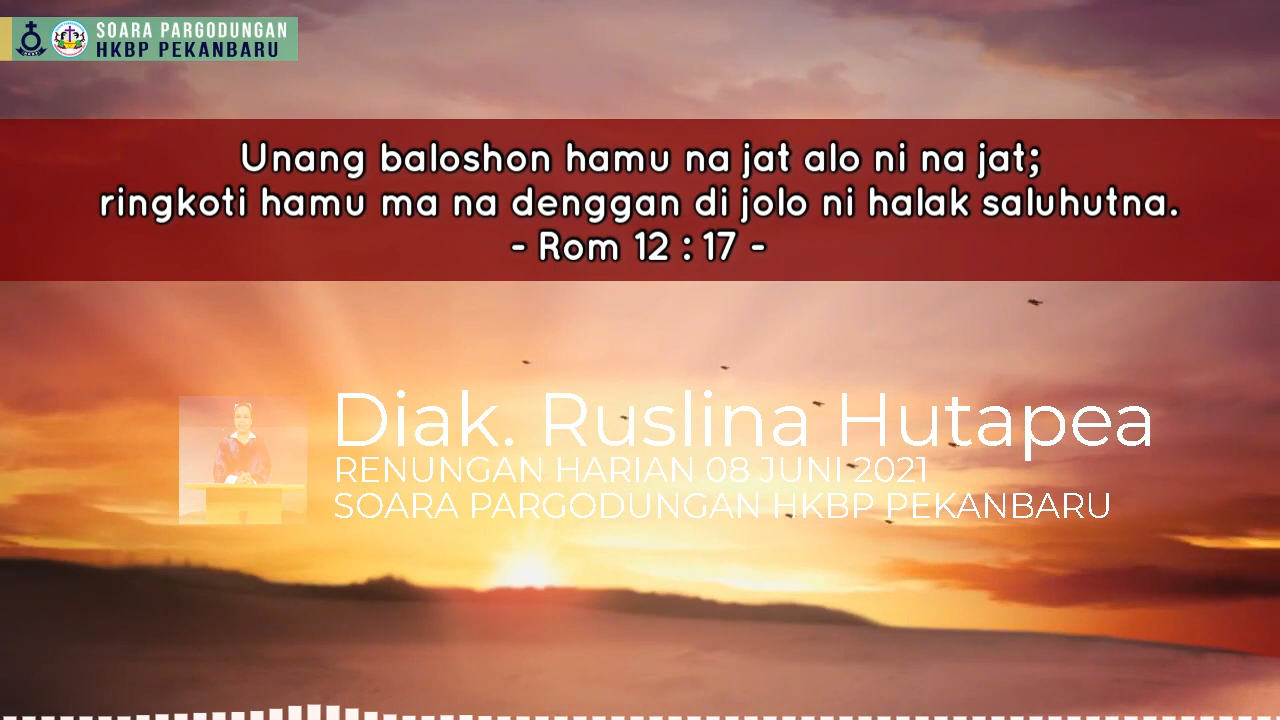 SOARA PARGODUNGAN
HKBP PEKANBARU
Unang baloshon hamu na jat alo ni na jat;
ringkoti hamu ma na denggan di jolo ni halak saluhutna.
- Rom 12 : 17 -
Diak. Ruslina Hutapea
RENUNGAN HARIAN 08 JUNI 2021
SOARA PARGODUNGAN HKBP PEKANBARU